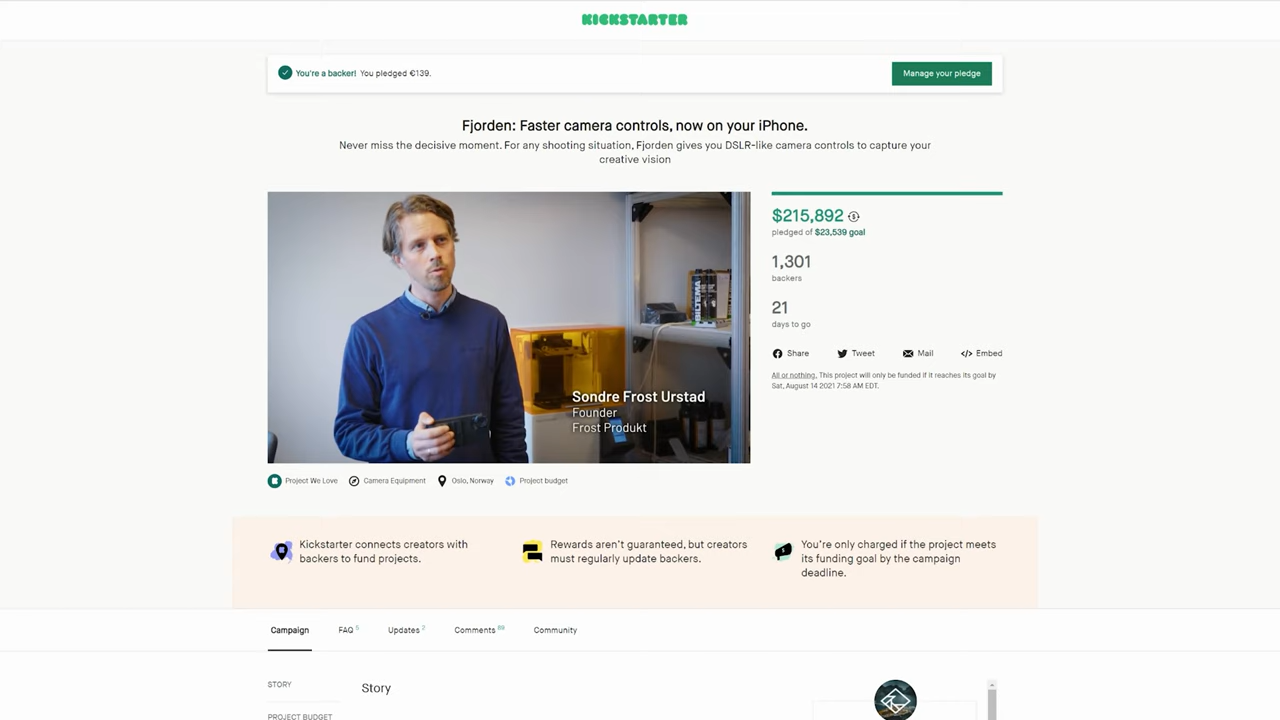 KICKSTARTER
You're a backer! You pledged €139.
Manage your pledge
Fjorden: Faster camera controls, now on your iPhone.
Never miss the decisive moment. For any shooting situation, Fjorden gives you DSLR-like camera controls to capture your
creative vision
BILTEMA
Sondre Frost Urstad
Founder
Frost Produkt
$215,892
pledged of $23,539 goal
1,301
backers
21
days to go
Share Tweet Mail Embed
All or nothing. This project will only be funded if it reaches its goal by
Sat, August 14 2021 7:58 AM EDT.
Project We Love Camera Equipment Oslo, Norway Project budget
Kickstarter connects creators with
backers to fund projects.
Rewards aren't guaranteed, but creators
must regularly update backers.
You're only charged if the project meets
its funding goal by the campaign
deadline.
Campaign FAQ 5 Updates 2 Comments 89 Community
STORY
PROJECT BUDGET
Story